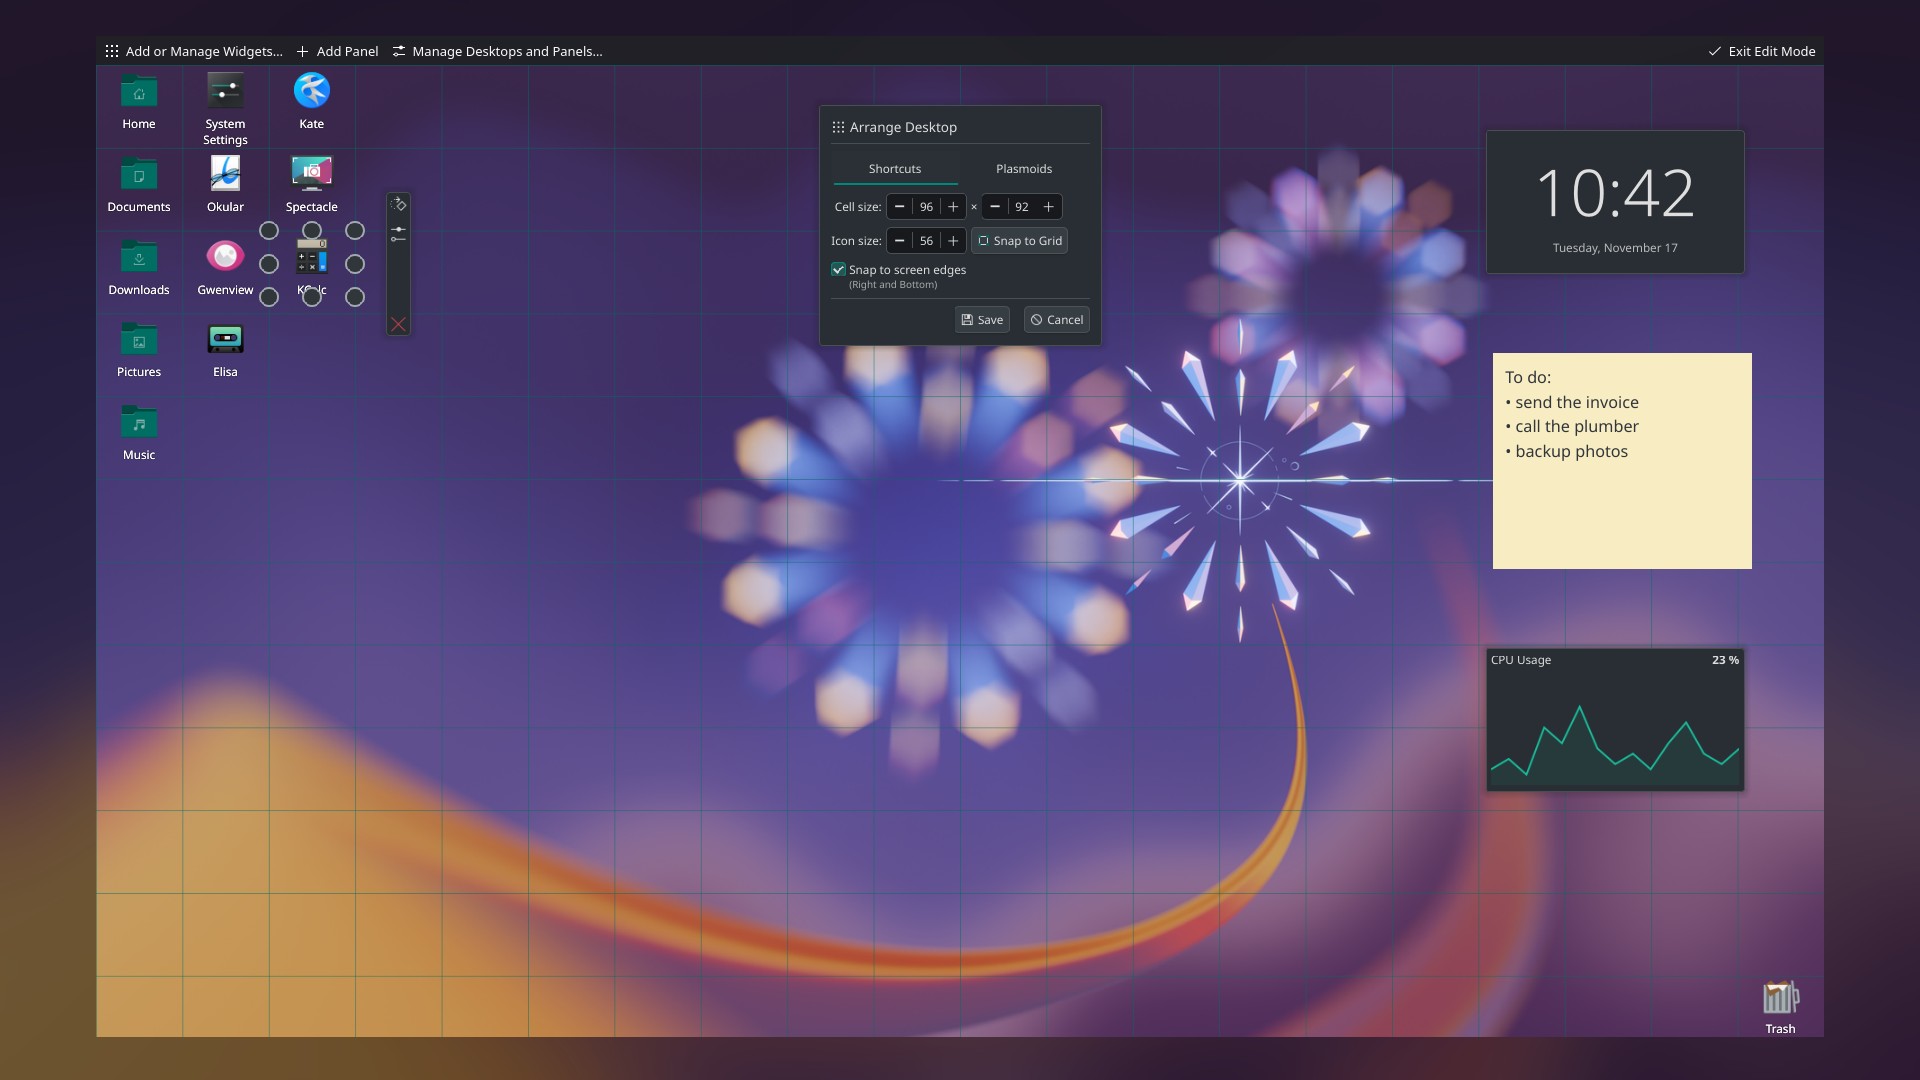 Add or Manage Widgets...
Add Panel
Manage Desktops and Panels...
Exit Edit Mode
Home
System
Settings
Kate
Documents
Okular
Spectacle
Downloads
Gwenview
Pictures
Elisa
Music
Arrange Desktop
Shortcuts
Plasmoids
Cell size: 96 × 92
Icon size: 56
Snap to Grid
Snap to screen edges
(Right and Bottom)
Save
Cancel
10:42
Tuesday, November 17
To do:
• send the invoice
• call the plumber
• backup photos
CPU Usage
23 %
Trash